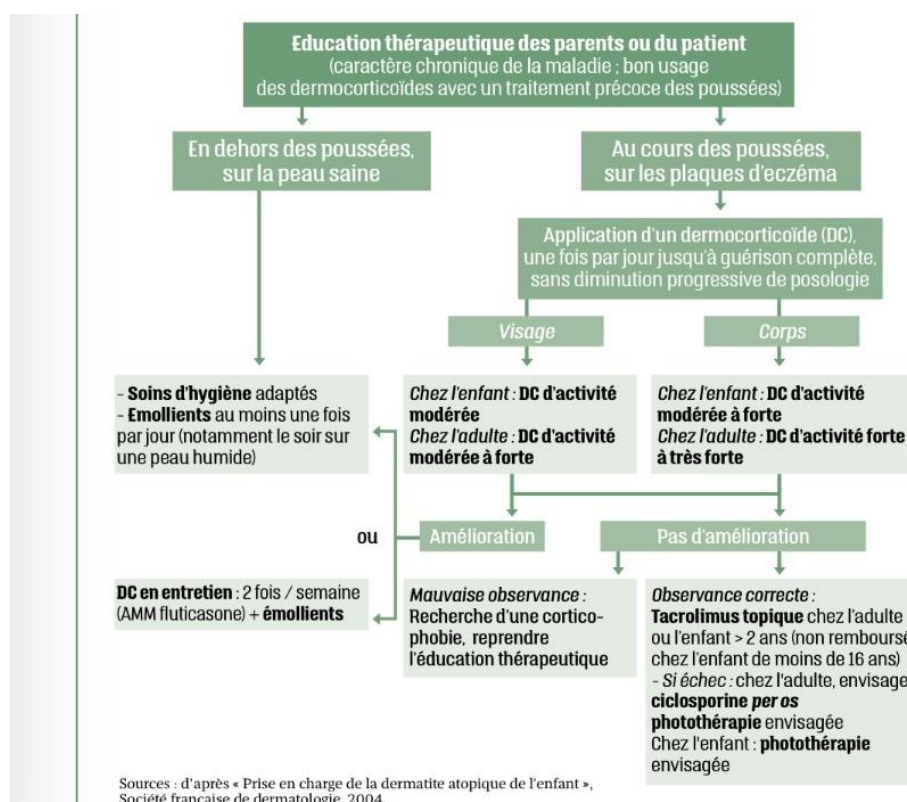 Education thérapeutique des parents ou du patient
(caractère chronique de la maladie ; bon usage
des dermocorticoïdes avec un traitement précoce des poussées)
En dehors des poussées,
sur la peau saine
Au cours des poussées,
sur les plaques d'eczéma
Application d'un dermocorticoïde (DC),
une fois par jour jusqu'à guérison complète,
sans diminution progressive de posologie
Visage
Corps
- Soins d'hygiène adaptés
- Emollients au moins une fois
par jour (notamment le soir sur
une peau humide)
Chez l'enfant : DC d'activité
modérée
Chez l'adulte : DC d'activité
modérée à forte
Chez l'enfant : DC d'activité
modérée à forte
Chez l'adulte : DC d'activité forte
à très forte
ou
Amélioration
Pas d'amélioration
DC en entretien : 2 fois / semaine
(AMM fluticasone) + émollients
Mauvaise observance :
Recherche d'une cortico-
phobie, reprendre
l'éducation thérapeutique
Observance correcte :
Tacrolimus topique chez l'adulte
ou l'enfant > 2 ans (non remboursé
chez l'enfant de moins de 16 ans)
- Si échec : chez l'adulte, envisage
ciclosporine per os
photothérapie envisagée
Chez l'enfant : photothérapie
envisagée
Sources : d'après « Prise en charge de la dermatite atopique de l'enfant »,
Société française de dermatologie, 2004